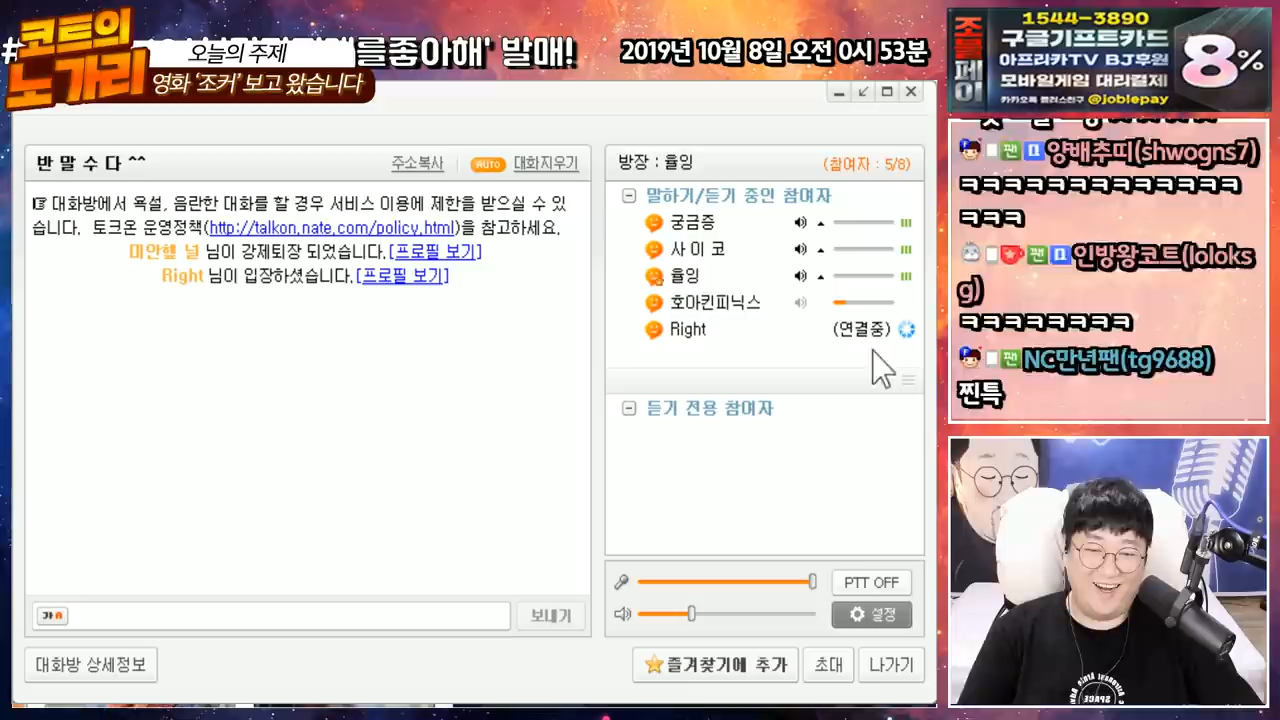 코트의
노가리
오늘의 주제
영화 '조커' 보고 왔습니다
#
를좋아해' 발매!
2019년 10월 8일 오전 0시 53분
조블페이
1544-3890
구글기프트카드
아프리카TV BJ후원
모바일게임 대리결제
카카오톡 플러스친구 @joblepay
8%
반 말 수 다 ^^
주소복사
AUTO
대화지우기
☞ 대화방에서 욕설, 음란한 대화를 할 경우 서비스 이용에 제한을 받으실 수 있
습니다. 토크온 운영정책(http://talkon.nate.com/policy.html)을 참고하세요.
미안햎 널 님이 강제퇴장 되었습니다.[프로필 보기]
Right 님이 입장하셨습니다.[프로필 보기]
가
보내기
대화방 상세정보
방장 : 율잉
(참여자 : 5/8)
말하기/듣기 중인 참여자
궁금증
사 이 코
율잉
호아킨피닉스
Right
(연결중)
듣기 전용 참여자
PTT OFF
설정
즐겨찾기에 추가
초대
나가기
팬
양배추띠(shwogns7)
ㅋㅋㅋㅋㅋㅋㅋㅋㅋㅋㅋㅋㅋ
ㅋㅋㅋ
팬
인방왕코트(loloks
g)
ㅋㅋㅋㅋㅋㅋㅋㅋ
팬
NC만년팬(tg9688)
찐특
SPACE